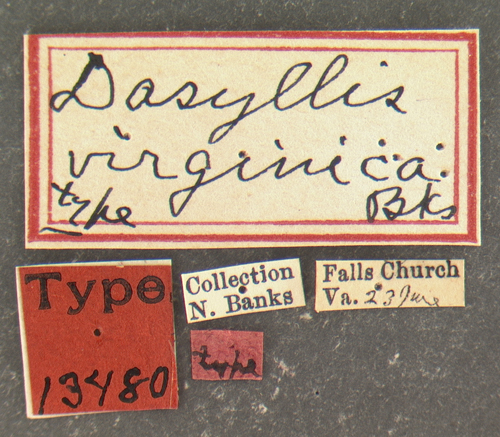 Dasyllis
virginica
type Bks
Type
13480
Collection
N. Banks
type
Falls Church
Va. 23 June